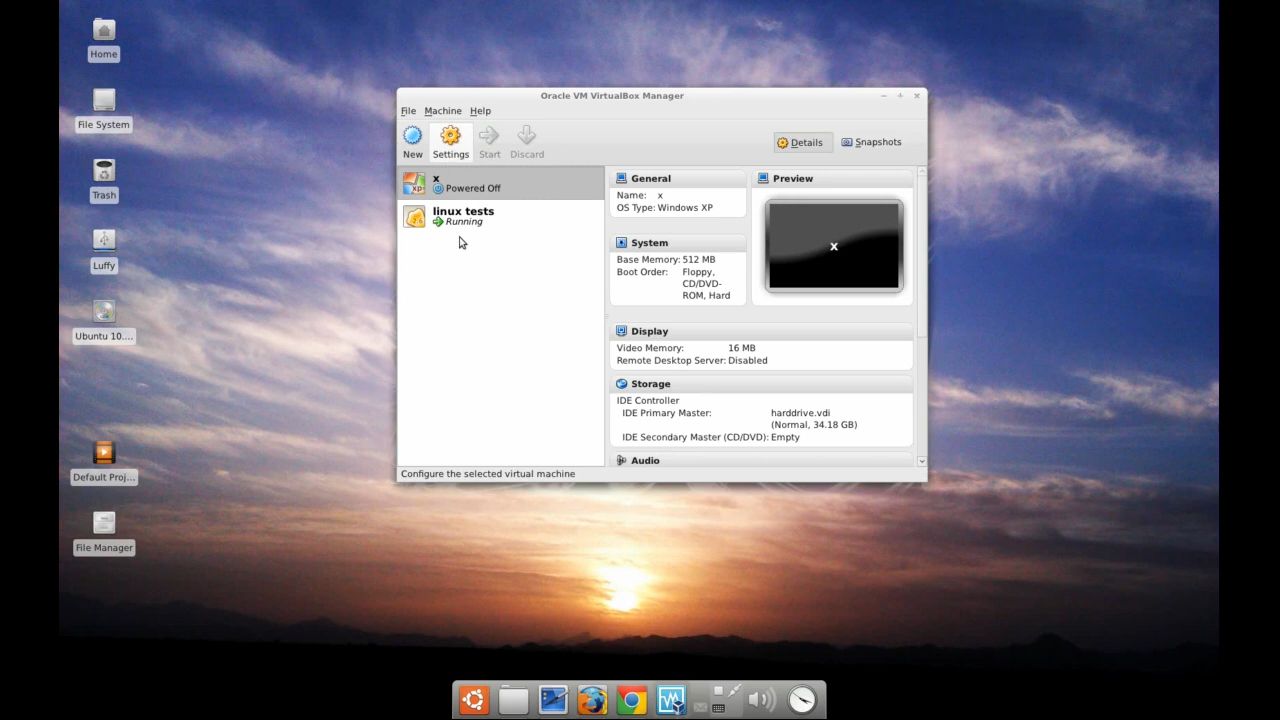 Home
File System
Trash
Luffy
Ubuntu 10....
Default Proj...
File Manager
Oracle VM VirtualBox Manager
File Machine Help
New Settings Start Discard
Details Snapshots
x
Powered Off
linux tests
Running
General
Name: x
OS Type: Windows XP
System
Base Memory: 512 MB
Boot Order: Floppy,
CD/DVD-
ROM, Hard
Preview
x
Display
Video Memory: 16 MB
Remote Desktop Server: Disabled
Storage
IDE Controller
IDE Primary Master: harddrive.vdi
(Normal, 34.18 GB)
IDE Secondary Master (CD/DVD): Empty
Audio
Configure the selected virtual machine